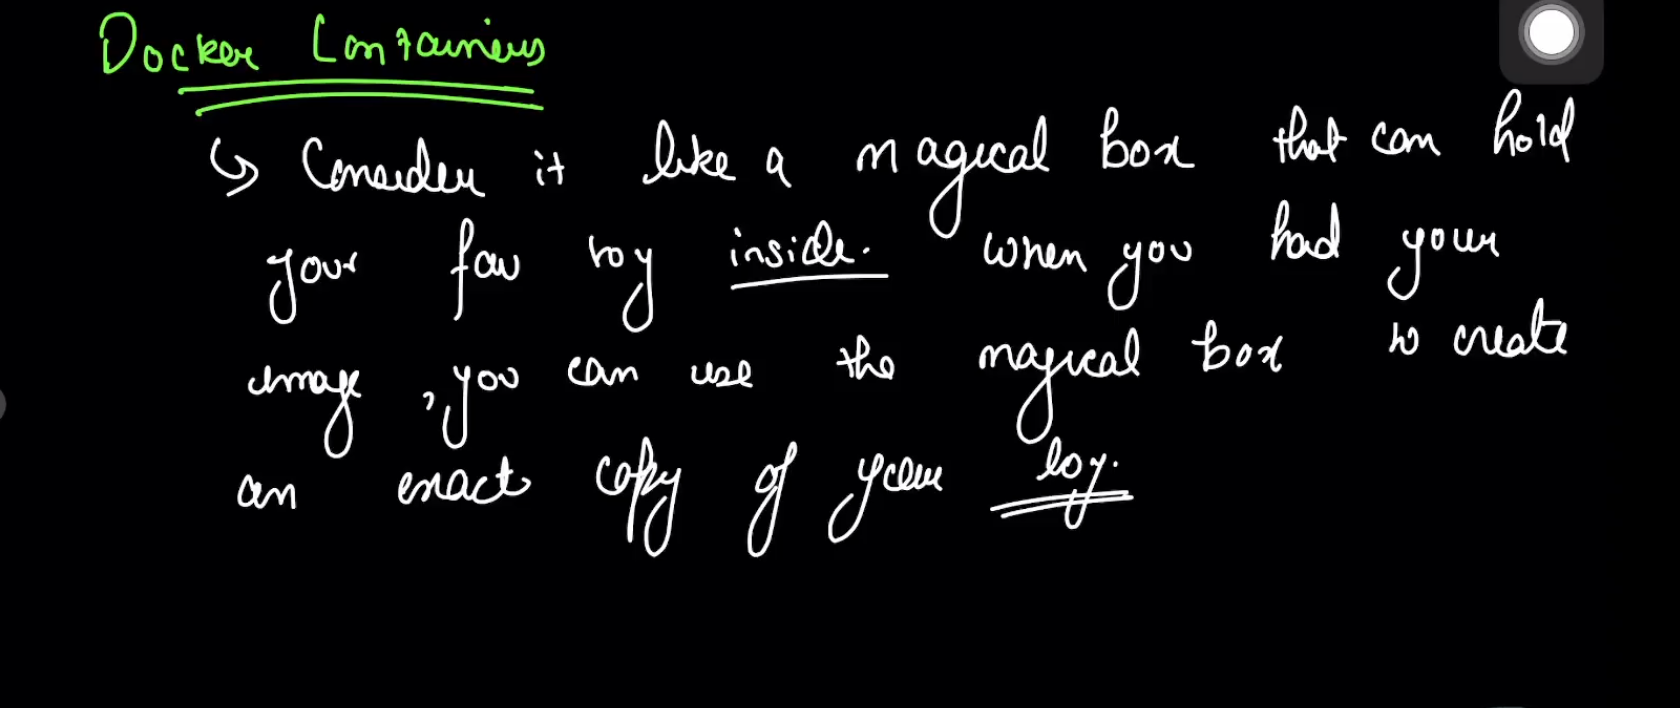 Docker Containers
↳ Consider it like a magical box that can hold
your fav toy inside. when you had your
image, you can use the magical box to create
an exact copy of your toy.